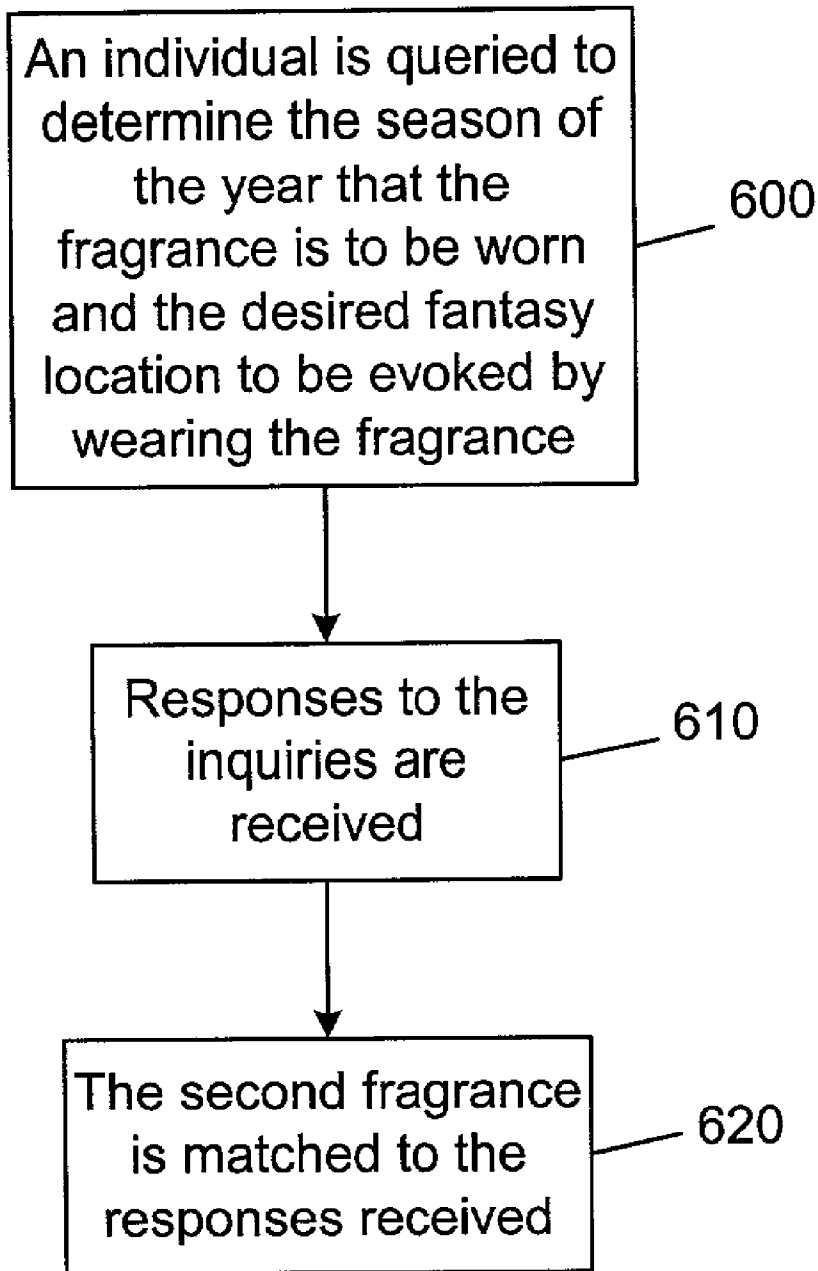 An individual is queried to
determine the season of
the year that the
fragrance is to be worn
and the desired fantasy
location to be evoked by
wearing the fragrance
600
Responses to the
inquiries are
received
610
The second fragrance
is matched to the
responses received
620